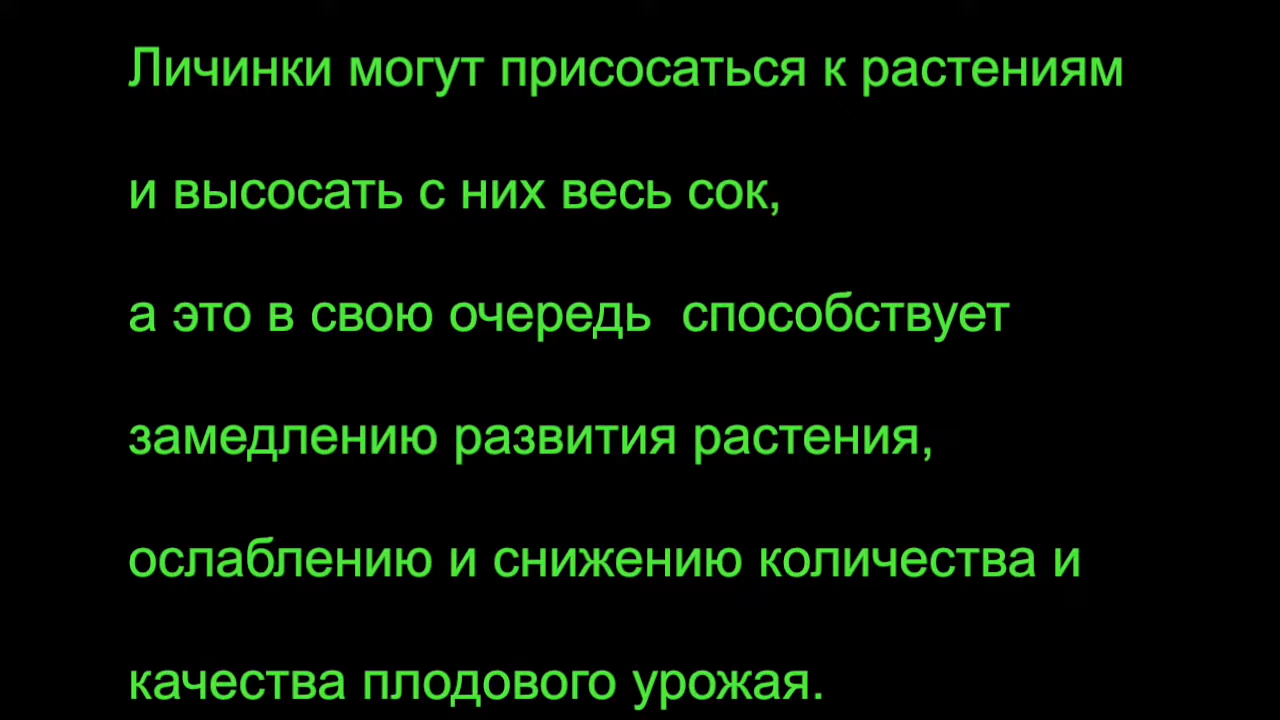 Личинки могут присосаться к растениям
и высосать с них весь сок,
а это в свою очередь  способствует
замедлению развития растения,
ослаблению и снижению количества и
качества плодового урожая.